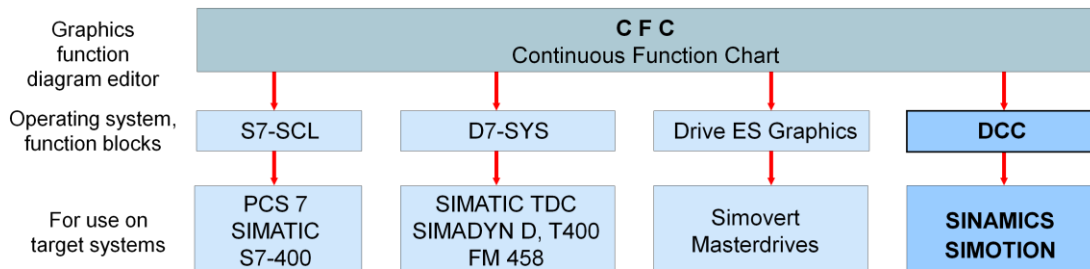 Graphics
function
diagram editor
C F C
Continuous Function Chart
Operating system,
function blocks
S7-SCL
D7-SYS
Drive ES Graphics
DCC
For use on
target systems
PCS 7
SIMATIC
S7-400
SIMATIC TDC
SIMADYN D, T400
FM 458
Simovert
Masterdrives
SINAMICS
SIMOTION